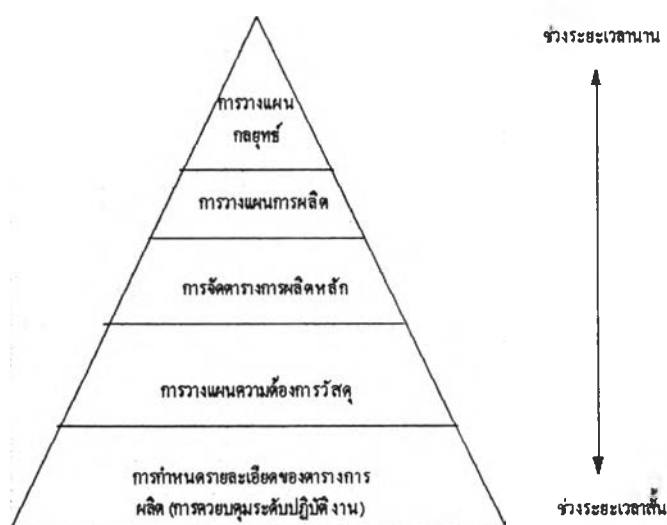 ช่วงระยะเวลานาน
การวางแผน
กลยุทธ์
การวางแผนการผลิต
การจัดตารางการผลิตหลัก
การวางแผนความต้องการวัสดุ
การกำหนดรายละเอียดของตารางการ
ผลิต (การควบคุมระดับปฏิบัติงาน)
ช่วงระยะเวลาสั้น